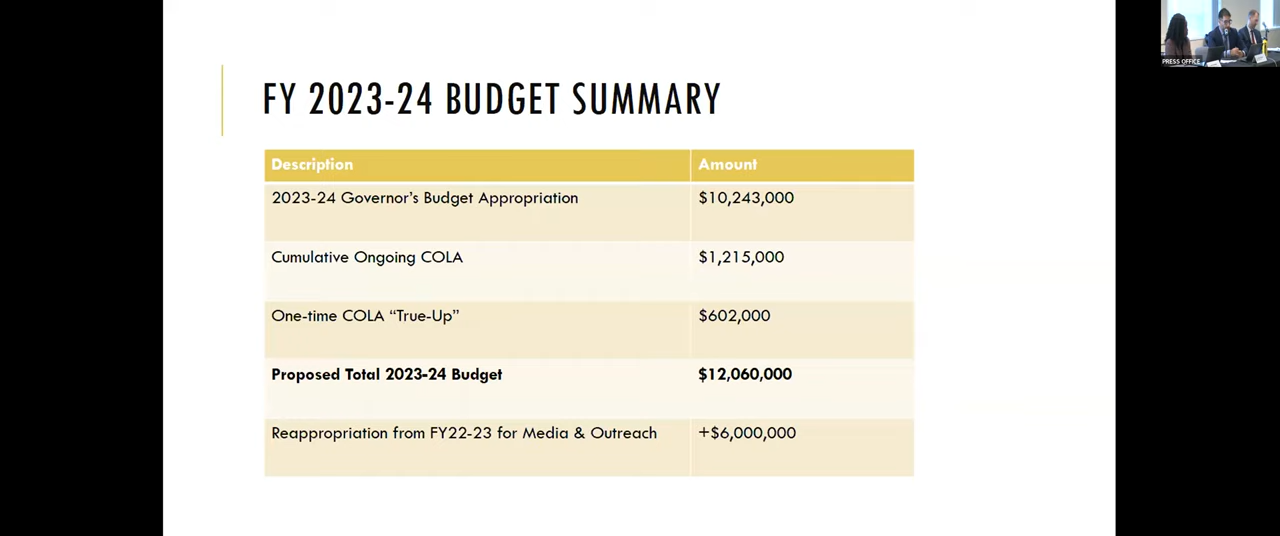 FY 2023-24 BUDGET SUMMARY
Description Amount
2023-24 Governor's Budget Appropriation $10,243,000
Cumulative Ongoing COLA $1,215,000
One-time COLA “True-Up” $602,000
Proposed Total 2023-24 Budget $12,060,000
Reappropriation from FY22-23 for Media & Outreach +$6,000,000
PRESS OFFICE